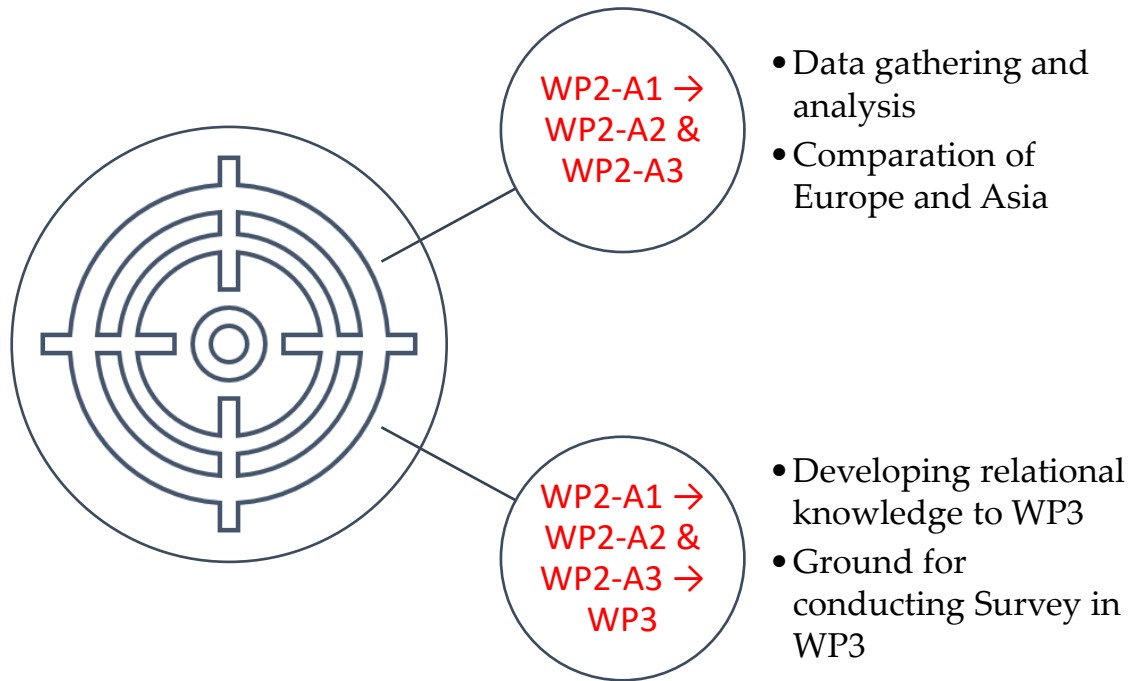 WP2-A1 →
WP2-A2 &
WP2-A3
• Data gathering and
analysis
• Comparation of
Europe and Asia
WP2-A1 →
WP2-A2 &
WP2-A3 →
WP3
• Developing relational
knowledge to WP3
• Ground for
conducting Survey in
WP3